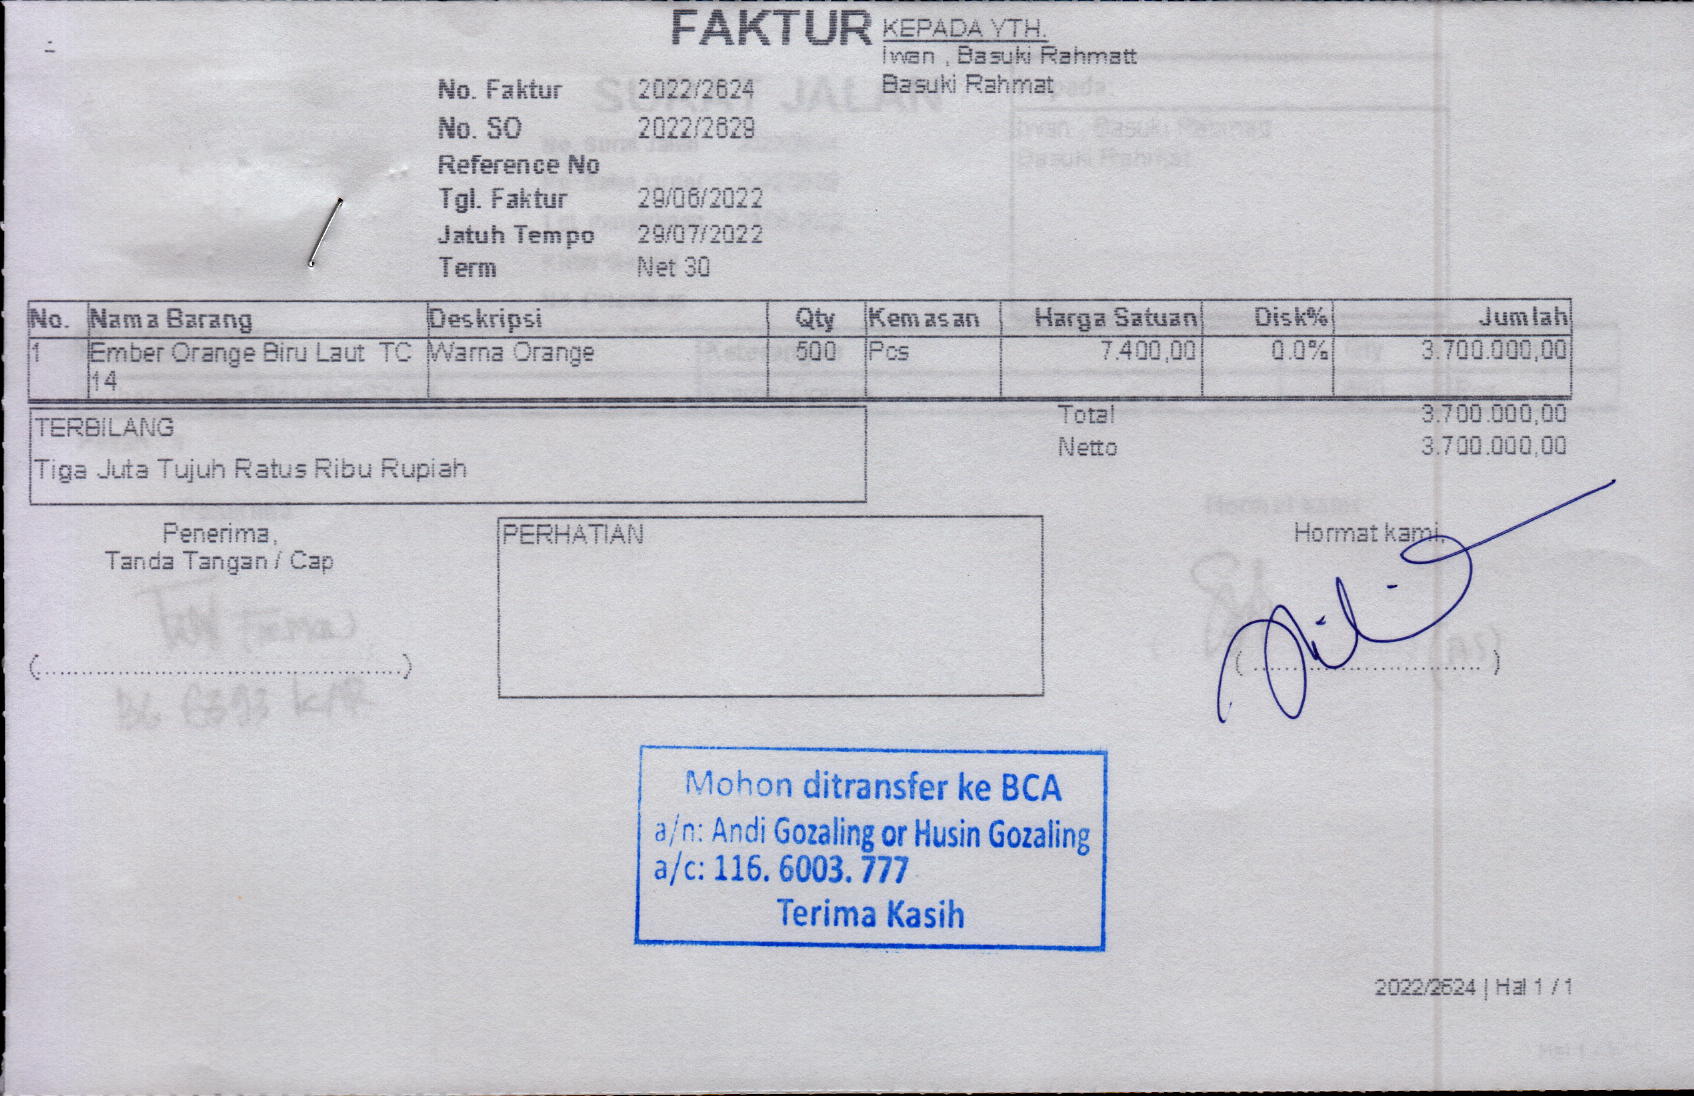 FAKTUR
KEPADA YTH.
Iwan , Basuki Rahmatt
Basuki Rahmat
No. Faktur 2022/2624
No. SO 2022/2629
Reference No
Tgl. Faktur 29/06/2022
Jatuh Tempo 29/07/2022
Term Net 30
No. Nama Barang Deskripsi Qty Kemasan Harga Satuan Disk% Jumlah
1 Ember Orange Biru Laut TC Warna Orange 500 Pcs 7.400,00 0.0% 3.700.000,00
14
TERBILANG
Tiga Juta Tujuh Ratus Ribu Rupiah
Total 3.700.000,00
Netto 3.700.000,00
Penerima,
Tanda Tangan / Cap
PERHATIAN
Hormat kami,
Mohon ditransfer ke BCA
a/n: Andi Gozaling or Husin Gozaling
a/c: 116. 6003. 777
Terima Kasih
2022/2624 | Hal 1 / 1